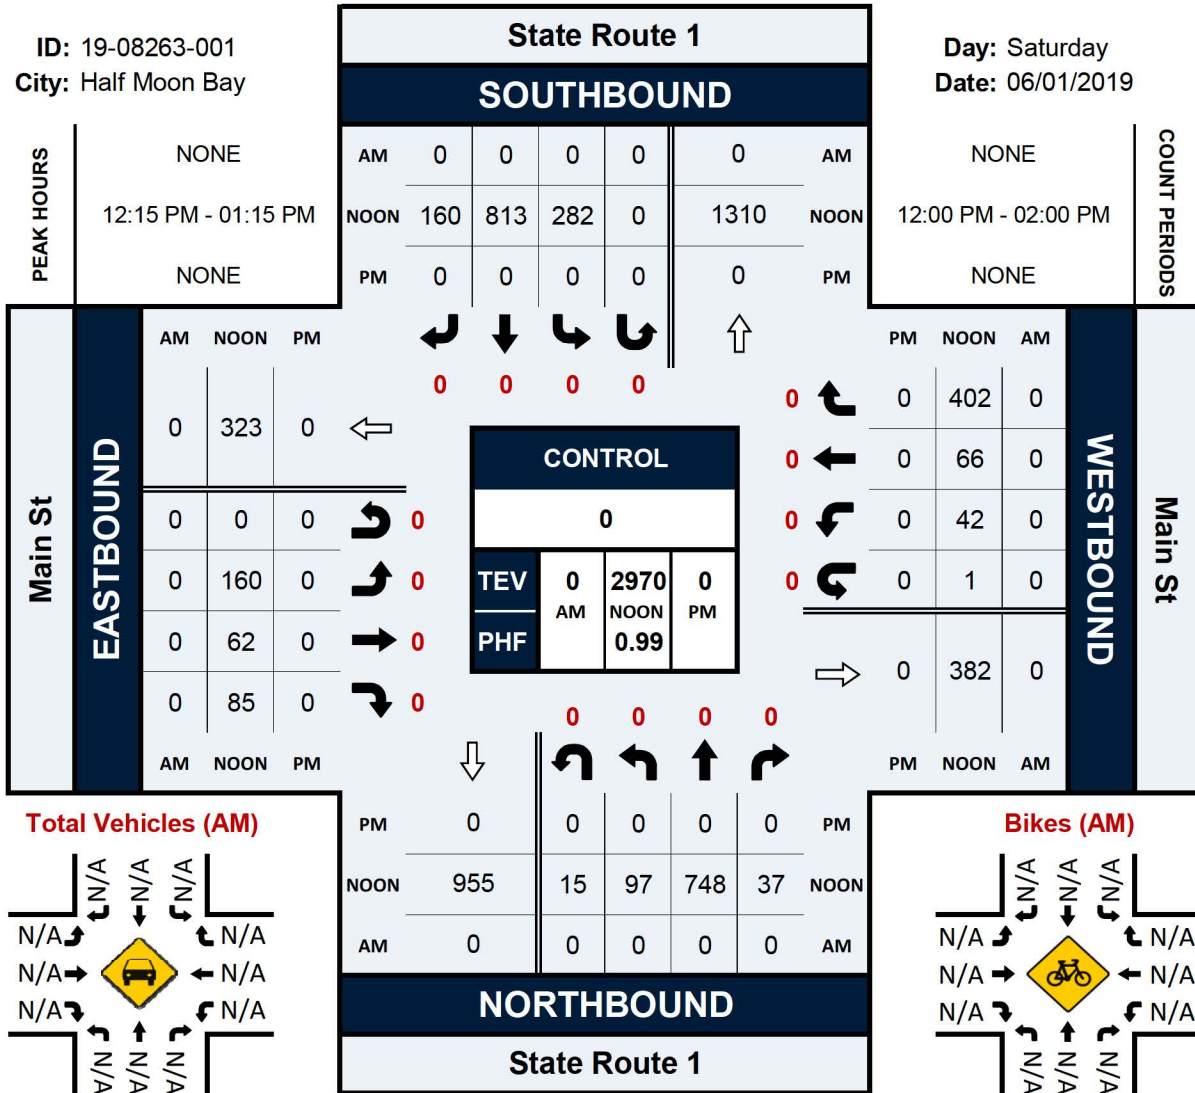 State Route 1
ID: 19-08263-001
Day: Saturday
City: Half Moon Bay
Date: 06/01/2019
SOUTHBOUND
PEAK HOURS
NONE
AM 0 0 0 0 0 AM
NONE
COUNT PERIODS
12:15 PM - 01:15 PM
NOON 160 813 282 0 1310 NOON
12:00 PM - 02:00 PM
NONE
PM 0 0 0 0 0 PM
NONE
AM NOON PM
PM NOON AM
0 0 0 0
0 0 402 0
0 323 0
CONTROL
0 0 66 0
Main St
EASTBOUND
WESTBOUND
Main St
0 0 0 0
0
0 0 42 0
0 160 0 0
TEV 0 2970 0
0 0 1 0
AM NOON PM
0 62 0 0
PHF 0.99
0 382 0
0 85 0 0
0 0 0 0
AM NOON PM
PM NOON AM
Total Vehicles (AM)
PM 0 0 0 0 0 PM
Bikes (AM)
NOON 955 15 97 748 37 NOON
AM 0 0 0 0 0 AM
N/A N/A N/A
N/A N/A
N/A N/A
N/A N/A
N/A N/A N/A
N/A N/A N/A
N/A N/A
N/A N/A
N/A N/A
N/A N/A N/A
NORTHBOUND
State Route 1